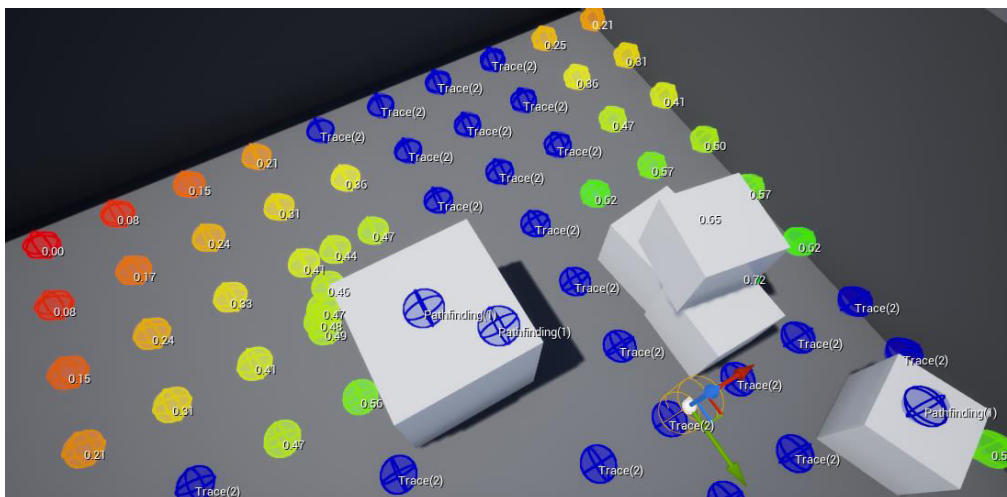 0.21
0.25
0.31
Trace(2)
0.36
Trace(2)
0.41
Trace(2)
Trace(2)
0.47
Trace(2)
Trace(2)
0.50
Trace(2)
Trace(2)
0.21
0.57
Trace(2)
0.36
0.15
0.57
0.62
Trace(2)
0.31
0.08
0.65
Trace(2)
0.47
0.24
0.00
0.62
0.44
0.41
0.17
0.72
Trace(2)
0.46
0.33
Trace(2)
0.08
0.47
Pathfinding(1)
0.48
Pathfinding(1)
0.49
0.24
Trace(2)
Trace(2)
Trace(2)
0.41
0.15
Trace(2)
0.56
0.31
Pathfinding(1)
Trace(2)
0.47
0.21
Trace(2)
Trace(2)
Trace(2)
Trace(2)
Trace(2)